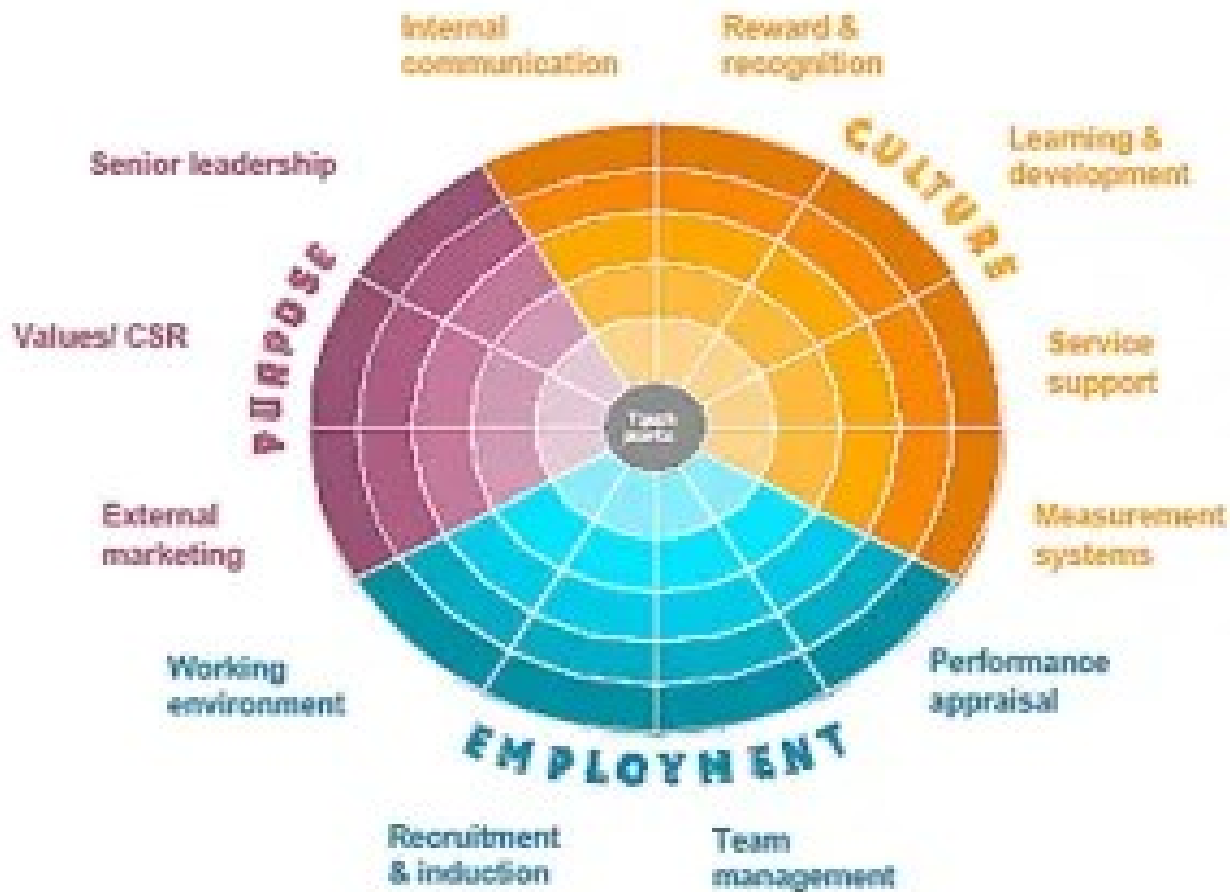 Internal
communication
Reward &
recognition
Learning &
development
Service
support
Measurement
systems
Performance
appraisal
Team
management
Recruitment
& induction
Working
environment
External
marketing
Values/ CSR
Senior leadership
CULTURE
EMPLOYMENT
PURPOSE